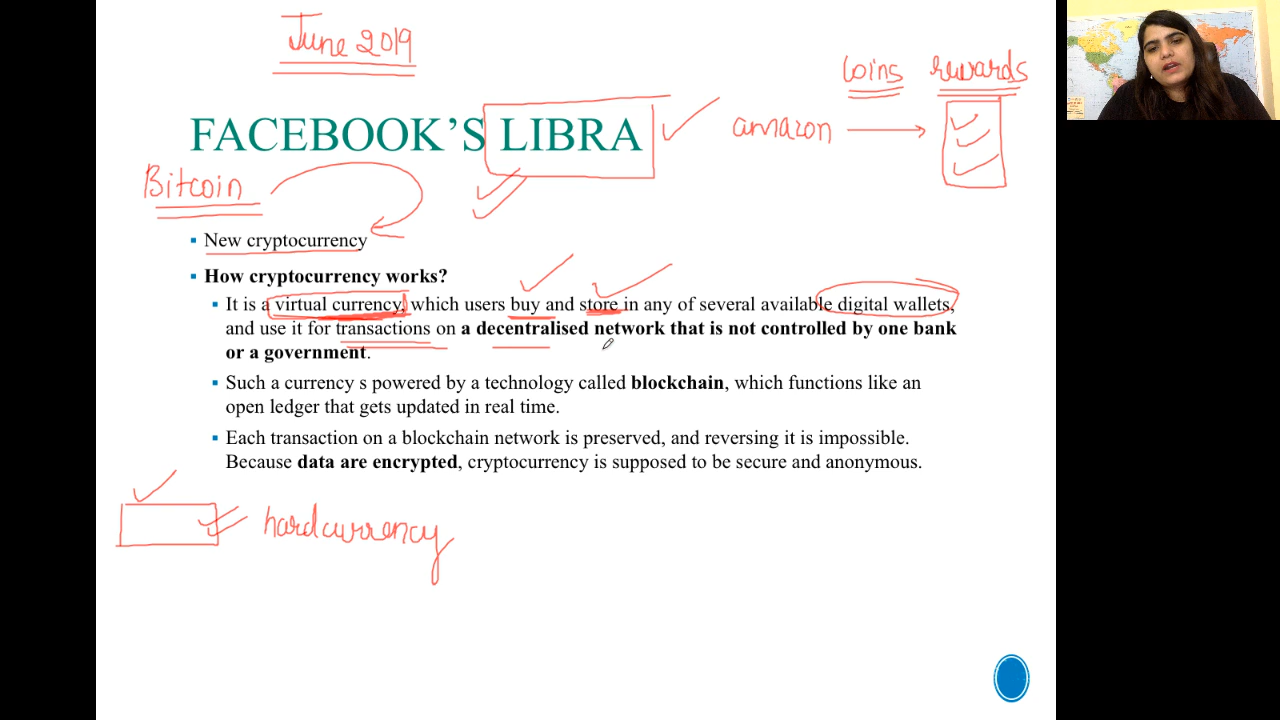 June 2019
coins rewards
FACEBOOK'S LIBRA
amazon
Bitcoin
New cryptocurrency
How cryptocurrency works?
It is a virtual currency, which users buy and store in any of several available digital wallets,
and use it for transactions on a decentralised network that is not controlled by one bank
or a government.
Such a currency s powered by a technology called blockchain, which functions like an
open ledger that gets updated in real time.
Each transaction on a blockchain network is preserved, and reversing it is impossible.
Because data are encrypted, cryptocurrency is supposed to be secure and anonymous.
hardcurrency